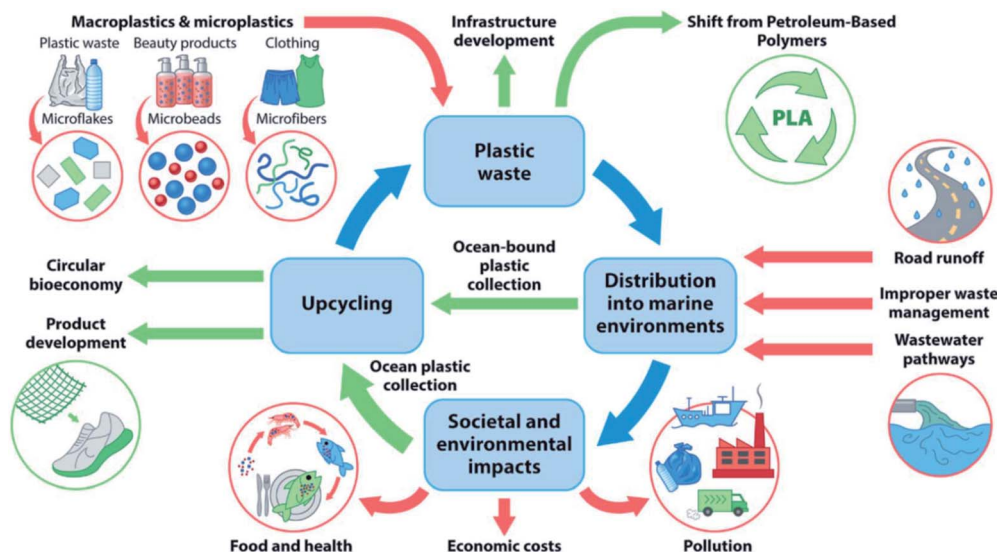 Macroplastics & microplastics
Plastic waste
Beauty products
Clothing
Microflakes
Microbeads
Microfibers
Infrastructure
development
Shift from Petroleum-Based
Polymers
PLA
Plastic
waste
Road runoff
Improper waste
management
Wastewater
pathways
Distribution
into marine
environments
Ocean-bound
plastic
collection
Upcycling
Circular
bioeconomy
Product
development
Ocean plastic
collection
Societal and
environmental
impacts
Food and health
Economic costs
Pollution